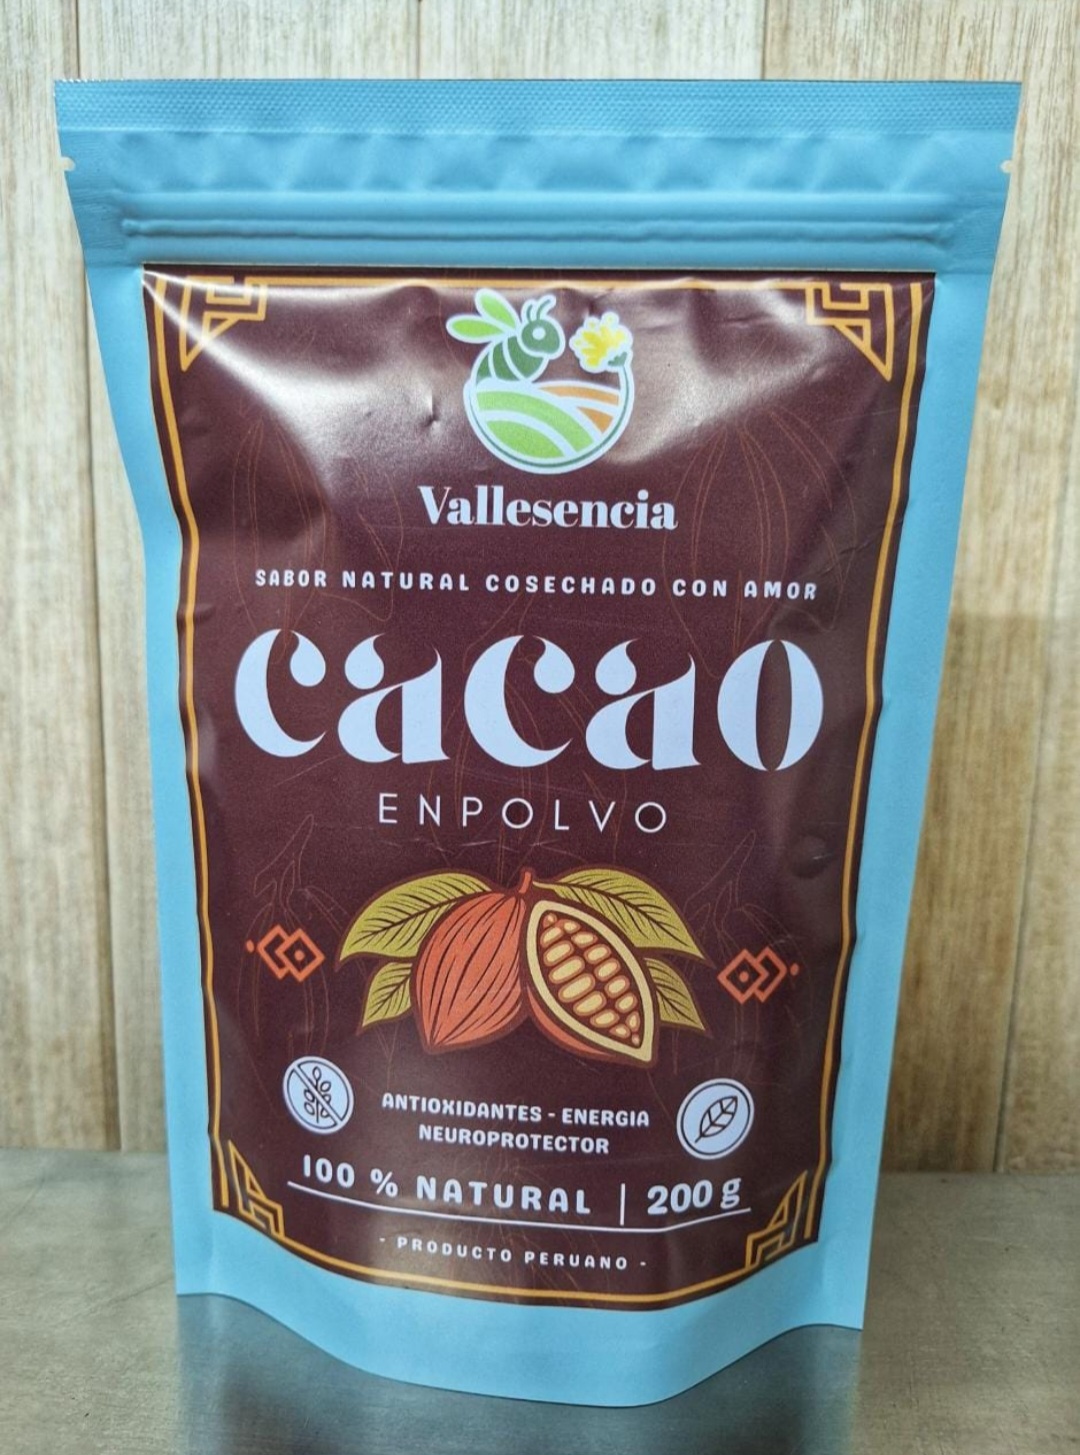 Vallesencia
SABOR NATURAL COSECHADO CON AMOR
cacao
ENPOLVO
ANTIOXIDANTES - ENERGIA
NEUROPROTECTOR
100 % NATURAL | 200 g
- PRODUCTO PERUANO -